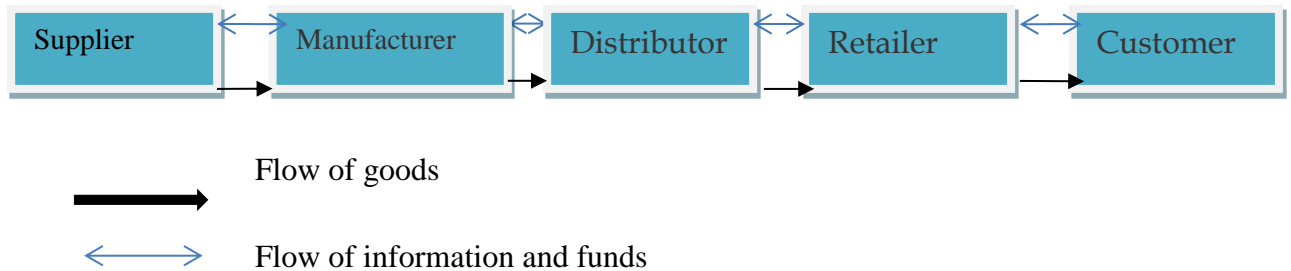 Supplier Manufacturer Distributor Retailer Customer
Flow of goods
Flow of information and funds